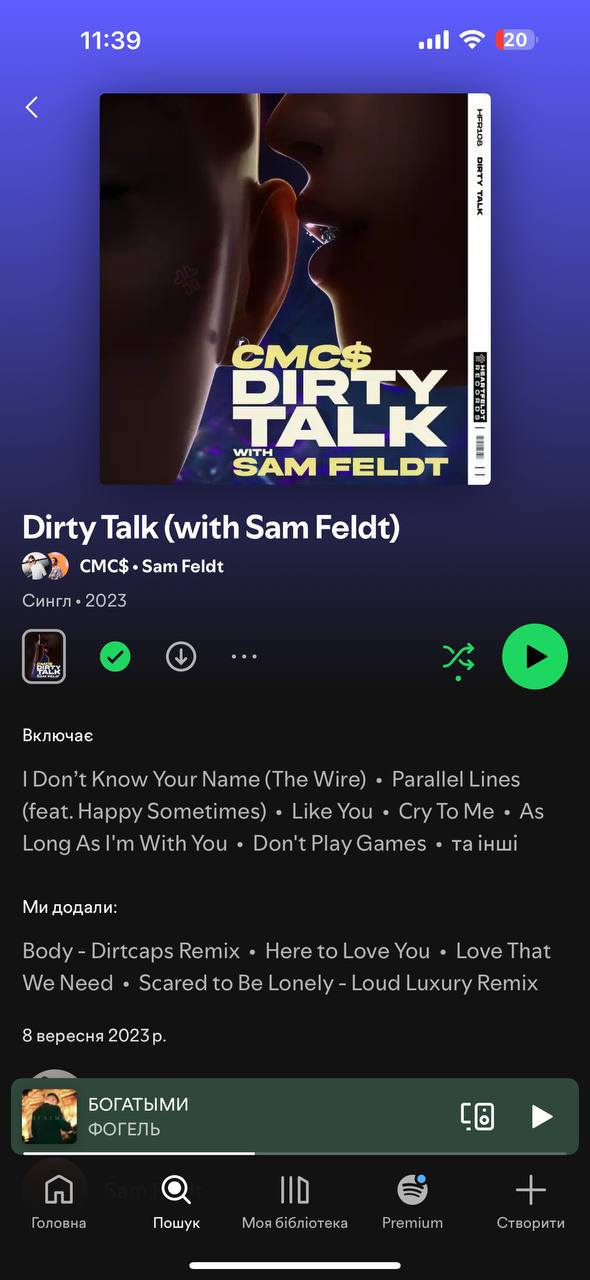 11:39
20
HFR108 DIRTY TALK
HEARTFELDT
RECORDS
CMC$
DIRTY
TALK
WITH
SAM FELDT
Dirty Talk (with Sam Feldt)
CMC$ • Sam Feldt
Сингл • 2023
Включає
I Don’t Know Your Name (The Wire) • Parallel Lines
(feat. Happy Sometimes) • Like You • Cry To Me • As
Long As I'm With You • Don't Play Games • та інші
Ми додали:
Body - Dirtcaps Remix • Here to Love You • Love That
We Need • Scared to Be Lonely - Loud Luxury Remix
8 вересня 2023 р.
БОГАТЫМИ
ФОГЕЛЬ
Головна
Пошук
Моя бібліотека
Premium
Створити